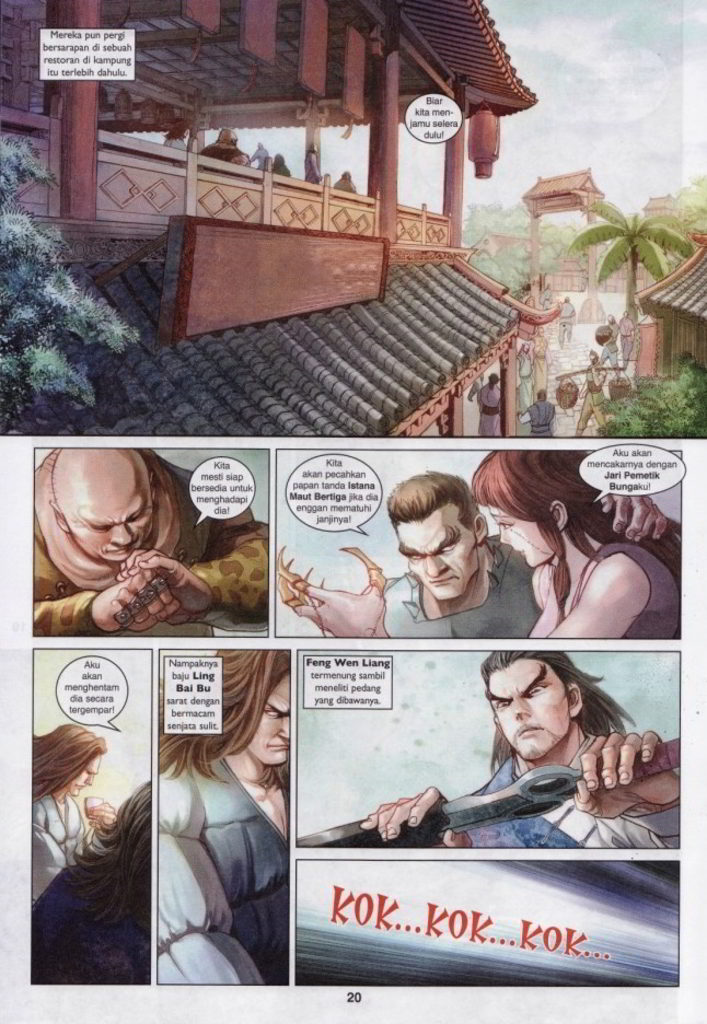 Mereka pun pergi
bersarapan di sebuah
restoran di kampung
itu terlebih dahulu.
Biar
kita men-
jamu selera
dulu!
Kita
mesti siap
bersedia untuk
menghadapi
dia!
Kita
akan pecahkan
papan tanda Istana
Maut Bertiga jika dia
enggan mematuhi
janjinya!
Aku akan
mencakarnya dengan
Jari Pemetik
Bungaku!
Aku
akan
menghentam
dia secara
tergempar!
Nampaknya
baju Ling
Bai Bu
sarat dengan
bermacam
senjata sulit.
Feng Wen Liang
termenung sambil
meneliti pedang
yang dibawanya.
KOK...KOK...KOK...
20